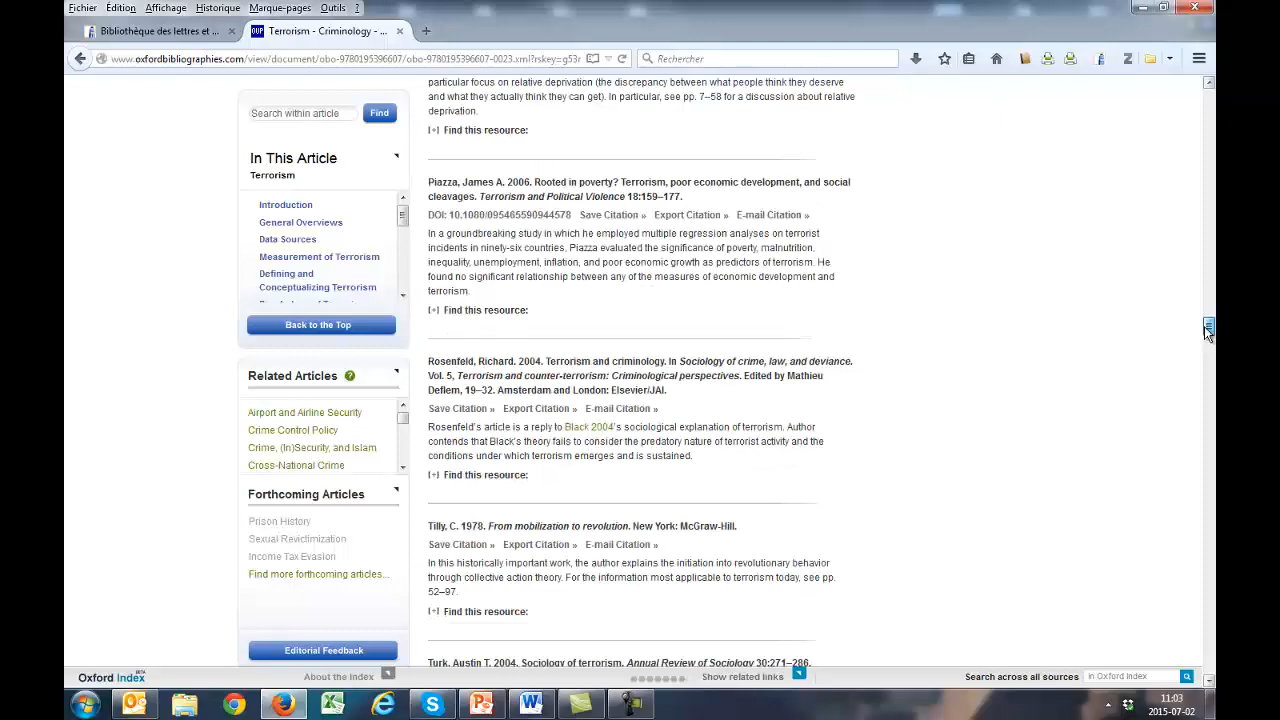 Fichier Édition Affichage Historique Marque-pages Outils ?
Bibliothèque des lettres et ... × OUP Terrorism - Criminology - ... × +
www.oxfordbibliographies.com/view/document/obo-9780195396607/obo-9780195396607-0023.xml?rskey=g53r
Rechercher
Search within article Find
In This Article
Terrorism
Introduction
General Overviews
Data Sources
Measurement of Terrorism
Defining and
Conceptualizing Terrorism
Back to the Top
Related Articles ?
Airport and Airline Security
Crime Control Policy
Crime, (In)Security, and Islam
Cross-National Crime
Forthcoming Articles
Prison History
Sexual Revictimization
Income Tax Evasion
Find more forthcoming articles...
Editorial Feedback
particular focus on relative deprivation (the discrepancy between what people think they deserve
and what they actually think they can get). In particular, see pp. 7–58 for a discussion about relative
deprivation.
[+] Find this resource:
Piazza, James A. 2006. Rooted in poverty? Terrorism, poor economic development, and social
cleavages. Terrorism and Political Violence 18:159–177.
DOI: 10.1080/095465590944578 Save Citation » Export Citation » E-mail Citation »
In a groundbreaking study in which he employed multiple regression analyses on terrorist
incidents in ninety-six countries, Piazza evaluated the significance of poverty, malnutrition,
inequality, unemployment, inflation, and poor economic growth as predictors of terrorism. He
found no significant relationship between any of the measures of economic development and
terrorism.
[+] Find this resource:
Rosenfeld, Richard. 2004. Terrorism and criminology. In Sociology of crime, law, and deviance.
Vol. 5, Terrorism and counter-terrorism: Criminological perspectives. Edited by Mathieu
Deflem, 19–32. Amsterdam and London: Elsevier/JAI.
Save Citation » Export Citation » E-mail Citation »
Rosenfeld's article is a reply to Black 2004's sociological explanation of terrorism. Author
contends that Black's theory fails to consider the predatory nature of terrorist activity and the
conditions under which terrorism emerges and is sustained.
[+] Find this resource:
Tilly, C. 1978. From mobilization to revolution. New York: McGraw-Hill.
Save Citation » Export Citation » E-mail Citation »
In this historically important work, the author explains the initiation into revolutionary behavior
through collective action theory. For the information most applicable to terrorism today, see pp.
52–97.
[+] Find this resource:
Turk, Austin T. 2004. Sociology of terrorism. Annual Review of Sociology 30:271–286.
Oxford Index BETA About the Index Show related links Search across all sources in Oxford Index
11:03
2015-07-02